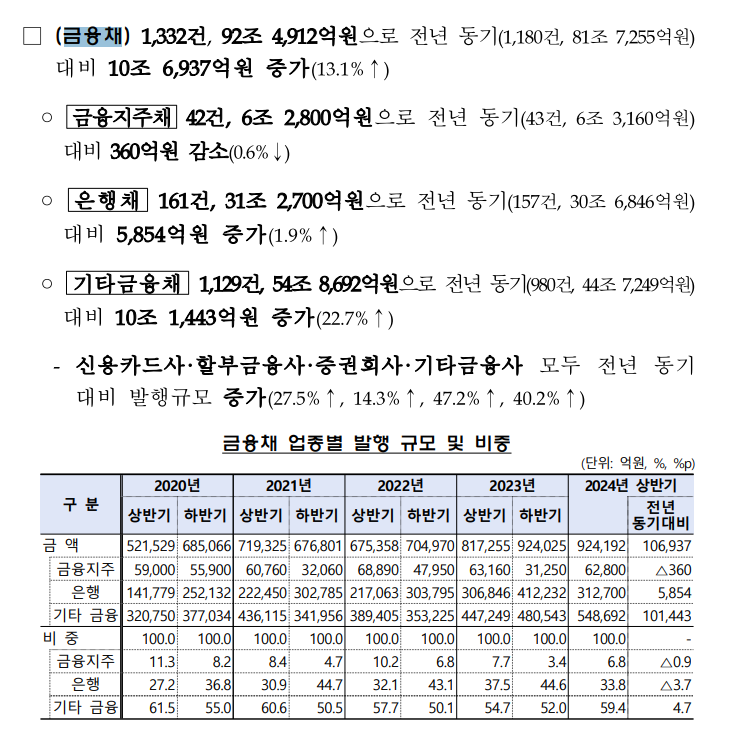 □ (금융채) 1,332건, 92조 4,912억원으로 전년 동기(1,180건, 81조 7,255억원)
대비 10조 6,937억원 증가(13.1%↑)
○ 금융지주채 42건, 6조 2,800억원으로 전년 동기(43건, 6조 3,160억원)
대비 360억원 감소(0.6%↓)
○ 은행채 161건, 31조 2,700억원으로 전년 동기(157건, 30조 6,846억원)
대비 5,854억원 증가(1.9%↑)
○ 기타금융채 1,129건, 54조 8,692억원으로 전년 동기(980건, 44조 7,249억원)
대비 10조 1,443억원 증가(22.7%↑)
- 신용카드사·할부금융사·증권회사·기타금융사 모두 전년 동기
대비 발행규모 증가(27.5%↑, 14.3%↑, 47.2%↑, 40.2%↑)
금융채 업종별 발행 규모 및 비중
(단위: 억원, %, %p)
구 분 2020년 2021년 2022년 2023년 2024년 상반기
상반기 하반기 상반기 하반기 상반기 하반기 상반기 하반기 전년
동기대비
금 액 521,529 685,066 719,325 676,801 675,358 704,970 817,255 924,025 924,192 106,937
금융지주 59,000 55,900 60,760 32,060 68,890 47,950 63,160 31,250 62,800 △360
은행 141,779 252,132 222,450 302,785 217,063 303,795 306,846 412,232 312,700 5,854
기타 금융 320,750 377,034 436,115 341,956 389,405 353,225 447,249 480,543 548,692 101,443
비 중 100.0 100.0 100.0 100.0 100.0 100.0 100.0 100.0 100.0 -
금융지주 11.3 8.2 8.4 4.7 10.2 6.8 7.7 3.4 6.8 △0.9
은행 27.2 36.8 30.9 44.7 32.1 43.1 37.5 44.6 33.8 △3.7
기타 금융 61.5 55.0 60.6 50.5 57.7 50.1 54.7 52.0 59.4 4.7